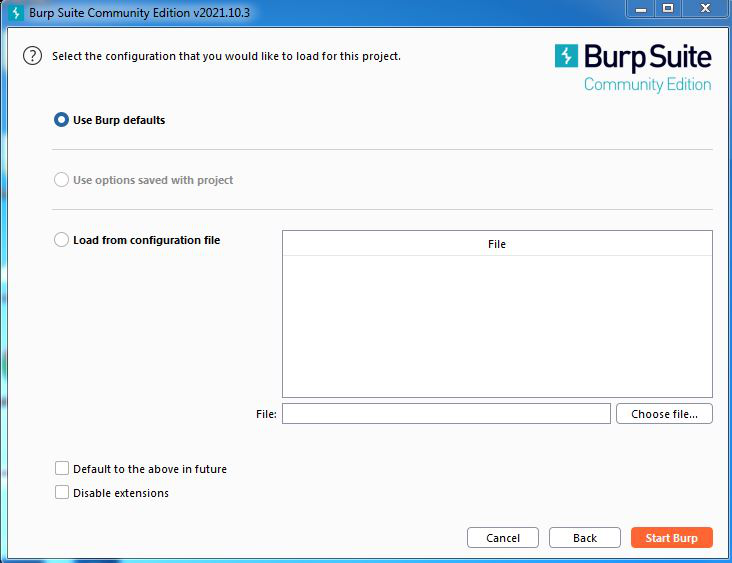 Burp Suite Community Edition v2021.10.3
Select the configuration that you would like to load for this project.
Burp Suite
Community Edition
Use Burp defaults
Use options saved with project
Load from configuration file
File
File:
Choose file...
Default to the above in future
Disable extensions
Cancel
Back
Start Burp